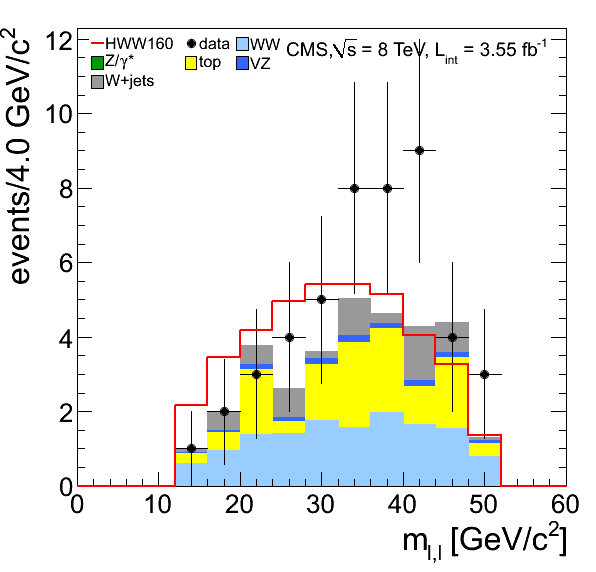 HWW160 data WW CMS,√s = 8 TeV, L_int = 3.55 fb⁻¹
Z/γ* top VZ
W+jets
events/4.0 GeV/c²
12
10
8
6
4
2
0
0 10 20 30 40 50 60
m_l,l [GeV/c²]